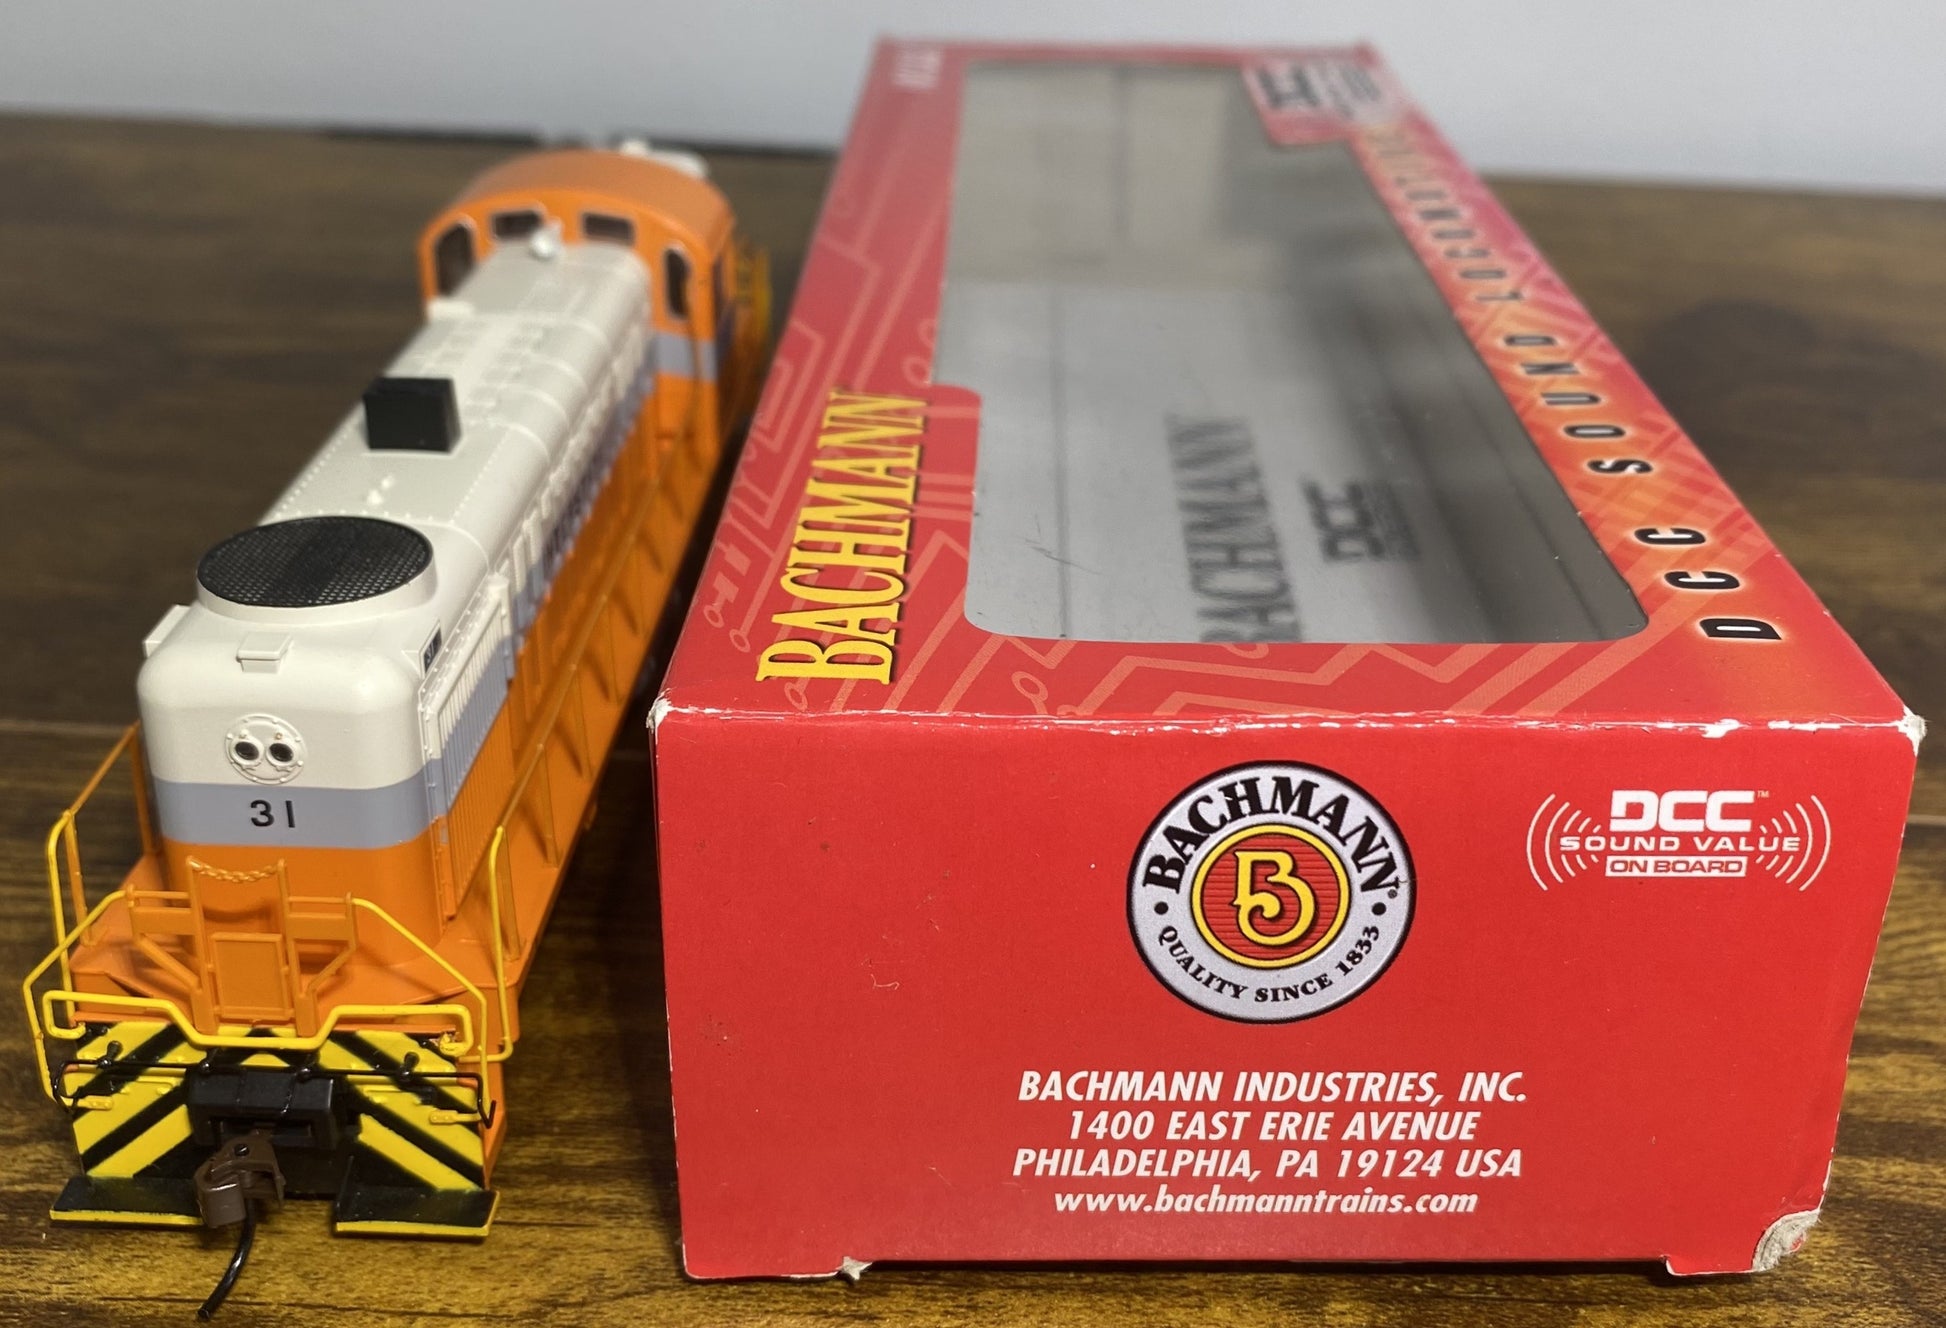 31
BACHMANN
DCC SOUND LOCOMOTIVE
BACHMANN
DCC
BACHMANN®
QUALITY SINCE 1833
B
DCC™
SOUND VALUE
ON BOARD
BACHMANN INDUSTRIES, INC.
1400 EAST ERIE AVENUE
PHILADELPHIA, PA 19124 USA
www.bachmanntrains.com